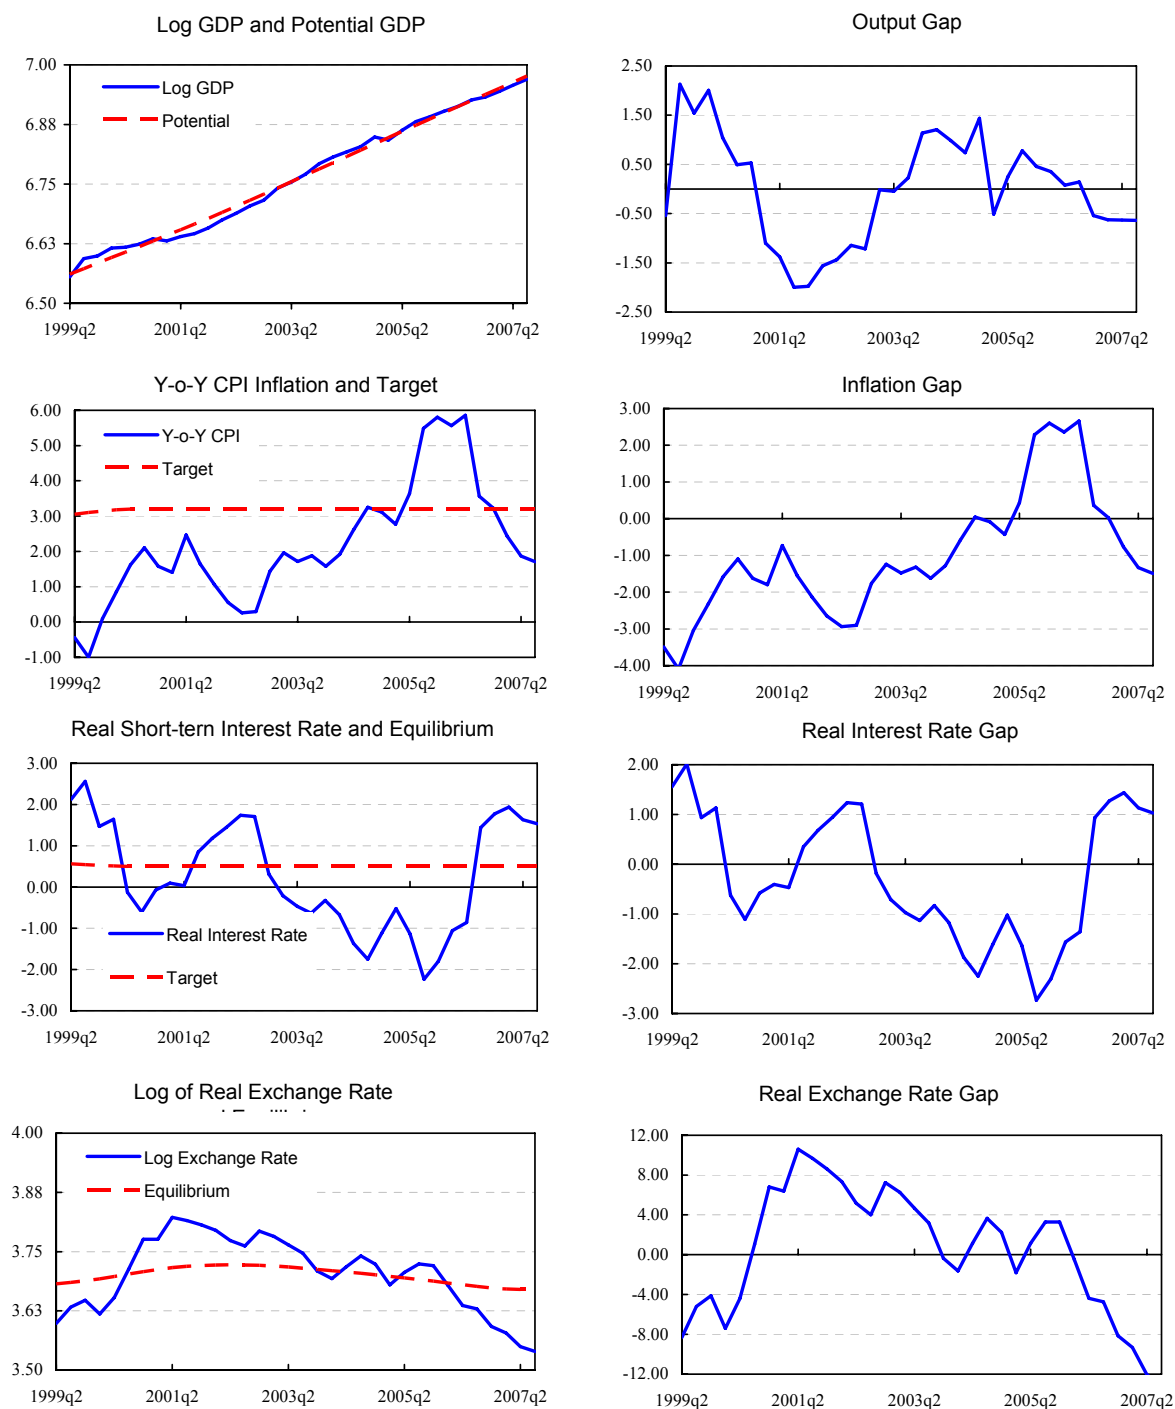 Log GDP and Potential GDP
7.00
6.88
6.75
6.63
6.50
Log GDP
Potential
1999q2 2001q2 2003q2 2005q2 2007q2
Output Gap
2.50
1.50
0.50
-0.50
-1.50
-2.50
1999q2 2001q2 2003q2 2005q2 2007q2
Y-o-Y CPI Inflation and Target
6.00
5.00
4.00
3.00
2.00
1.00
0.00
-1.00
Y-o-Y CPI
Target
1999q2 2001q2 2003q2 2005q2 2007q2
Inflation Gap
3.00
2.00
1.00
0.00
-1.00
-2.00
-3.00
-4.00
1999q2 2001q2 2003q2 2005q2 2007q2
Real Short-tern Interest Rate and Equilibrium
3.00
2.00
1.00
0.00
-1.00
-2.00
-3.00
Real Interest Rate
Target
1999q2 2001q2 2003q2 2005q2 2007q2
Real Interest Rate Gap
2.00
1.00
0.00
-1.00
-2.00
-3.00
1999q2 2001q2 2003q2 2005q2 2007q2
Log of Real Exchange Rate
4.00
3.88
3.75
3.63
3.50
Log Exchange Rate
Equilibrium
1999q2 2001q2 2003q2 2005q2 2007q2
Real Exchange Rate Gap
12.00
8.00
4.00
0.00
-4.00
-8.00
-12.00
1999q2 2001q2 2003q2 2005q2 2007q2